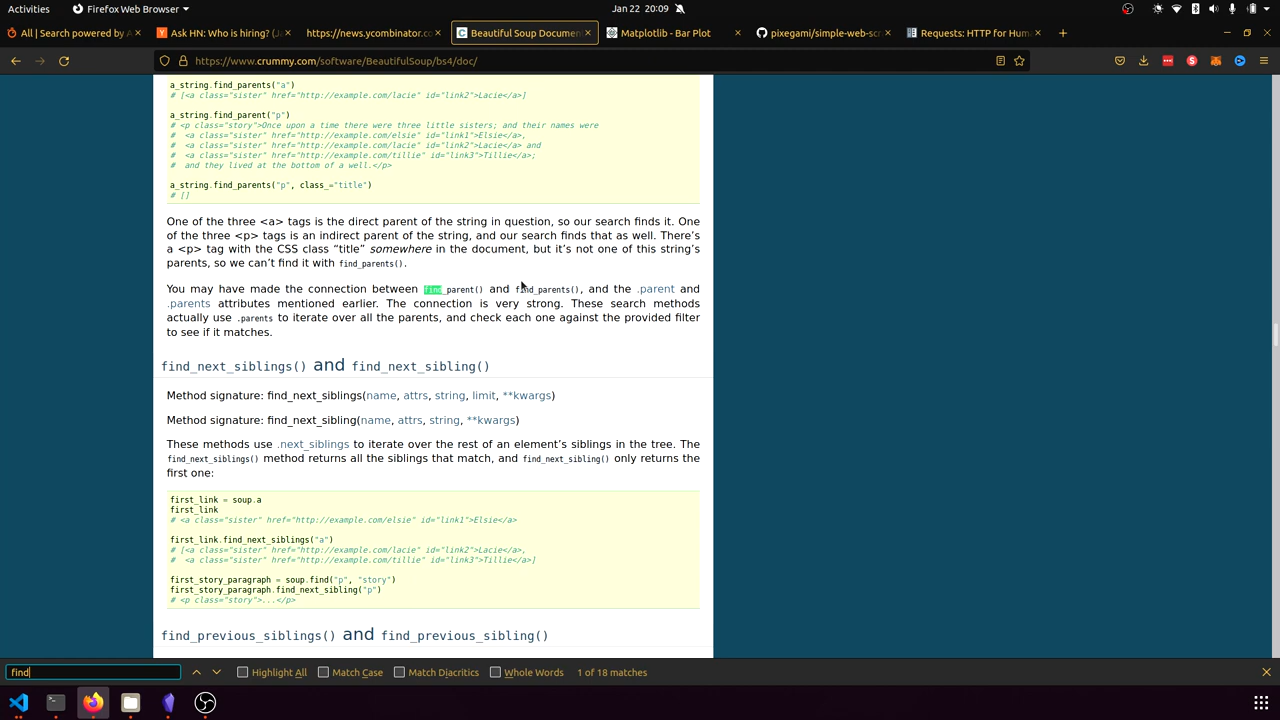 Activities
Firefox Web Browser
Jan 22 20:09
All | Search powered by A
Ask HN: Who is hiring? (Ja
https://news.ycombinator.c
Beautiful Soup Documen
Matplotlib - Bar Plot
pixegami/simple-web-scr
Requests: HTTP for Hum
https://www.crummy.com/software/BeautifulSoup/bs4/doc/
a_string.find_parents("a")
# [<a class="sister" href="http://example.com/lacie" id="link2">Lacie</a>]
a_string.find_parent("p")
# <p class="story">Once upon a time there were three little sisters; and their names were
#  <a class="sister" href="http://example.com/elsie" id="link1">Elsie</a>,
#  <a class="sister" href="http://example.com/lacie" id="link2">Lacie</a> and
#  <a class="sister" href="http://example.com/tillie" id="link3">Tillie</a>;
#  and they lived at the bottom of a well.</p>
a_string.find_parents("p", class_="title")
# []
One of the three <a> tags is the direct parent of the string in question, so our search finds it. One
of the three <p> tags is an indirect parent of the string, and our search finds that as well. There's
a <p> tag with the CSS class “title” somewhere in the document, but it's not one of this string's
parents, so we can't find it with find_parents().
You may have made the connection between find_parent() and find_parents(), and the .parent and
.parents attributes mentioned earlier. The connection is very strong. These search methods
actually use .parents to iterate over all the parents, and check each one against the provided filter
to see if it matches.
find_next_siblings() and find_next_sibling()
Method signature: find_next_siblings(name, attrs, string, limit, **kwargs)
Method signature: find_next_sibling(name, attrs, string, **kwargs)
These methods use .next_siblings to iterate over the rest of an element's siblings in the tree. The
find_next_siblings() method returns all the siblings that match, and find_next_sibling() only returns the
first one:
first_link = soup.a
first_link
# <a class="sister" href="http://example.com/elsie" id="link1">Elsie</a>
first_link.find_next_siblings("a")
# [<a class="sister" href="http://example.com/lacie" id="link2">Lacie</a>,
#  <a class="sister" href="http://example.com/tillie" id="link3">Tillie</a>]
first_story_paragraph = soup.find("p", "story")
first_story_paragraph.find_next_sibling("p")
# <p class="story">...</p>
find_previous_siblings() and find_previous_sibling()
find
Highlight All
Match Case
Match Diacritics
Whole Words
1 of 18 matches